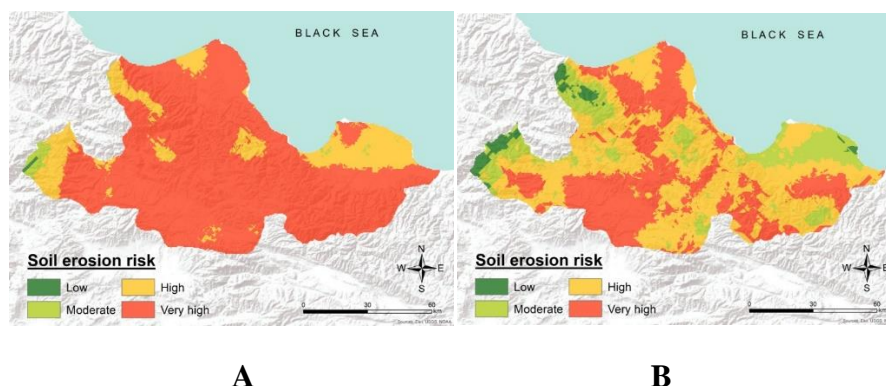 BLACK SEA
Soil erosion risk
Low
High
Moderate
Very high
N
W
E
S
0
30
60
km
BLACK SEA
Soil erosion risk
Low
High
Moderate
Very high
N
W
E
S
0
30
60
km
A
B